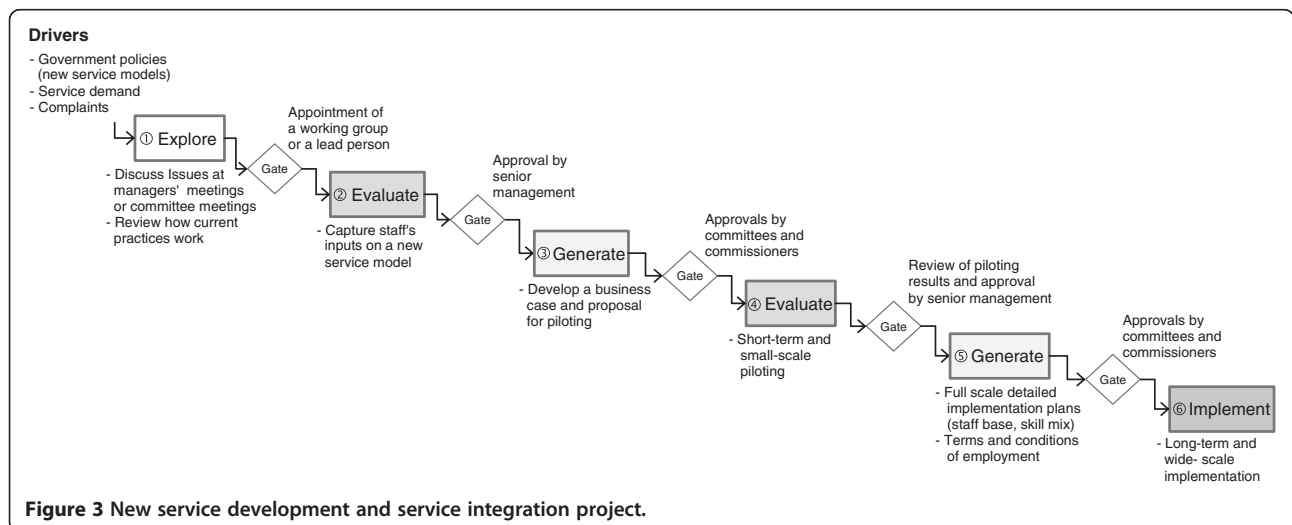 Drivers
- Government policies
(new service models)
- Service demand
- Complaints
① Explore
- Discuss Issues at
managers' meetings
or committee meetings
- Review how current
practices work
Gate
Appointment of
a working group
or a lead person
② Evaluate
- Capture staff's
inputs on a new
service model
Gate
Approval by
senior
management
③ Generate
- Develop a business
case and proposal
for piloting
Gate
Approvals by
committees and
commissioners
④ Evaluate
- Short-term and
small-scale
piloting
Gate
Review of piloting
results and approval
by senior management
⑤ Generate
- Full scale detailed
implementation plans
(staff base, skill mix)
- Terms and conditions
of employment
Gate
Approvals by
committees and
commissioners
⑥ Implement
- Long-term and
wide- scale
implementation
Figure 3 New service development and service integration project.